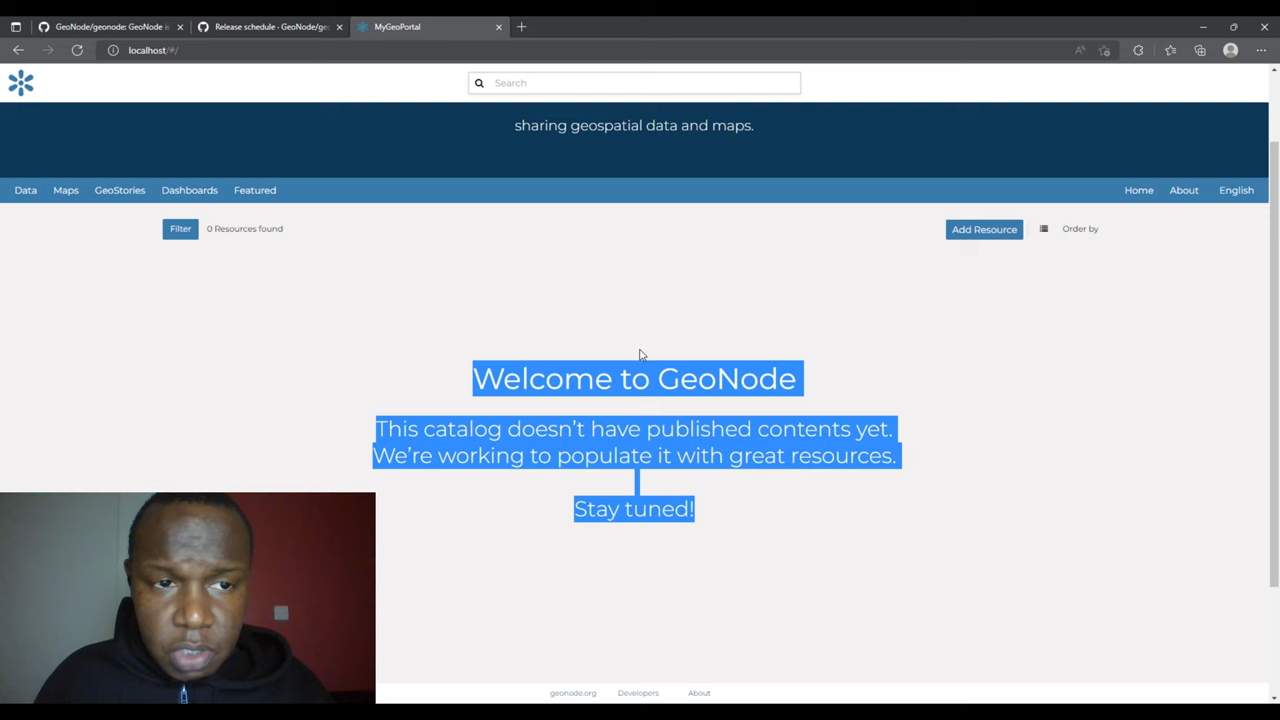 GeoNode/geonode: GeoNode is
Release schedule · GeoNode/geo
MyGeoPortal
localhost/#/
Search
sharing geospatial data and maps.
Data
Maps
GeoStories
Dashboards
Featured
Home
About
English
Filter
0 Resources found
Add Resource
Order by
Welcome to GeoNode
This catalog doesn’t have published contents yet.
We’re working to populate it with great resources.
Stay tuned!
geonode.org
Developers
About